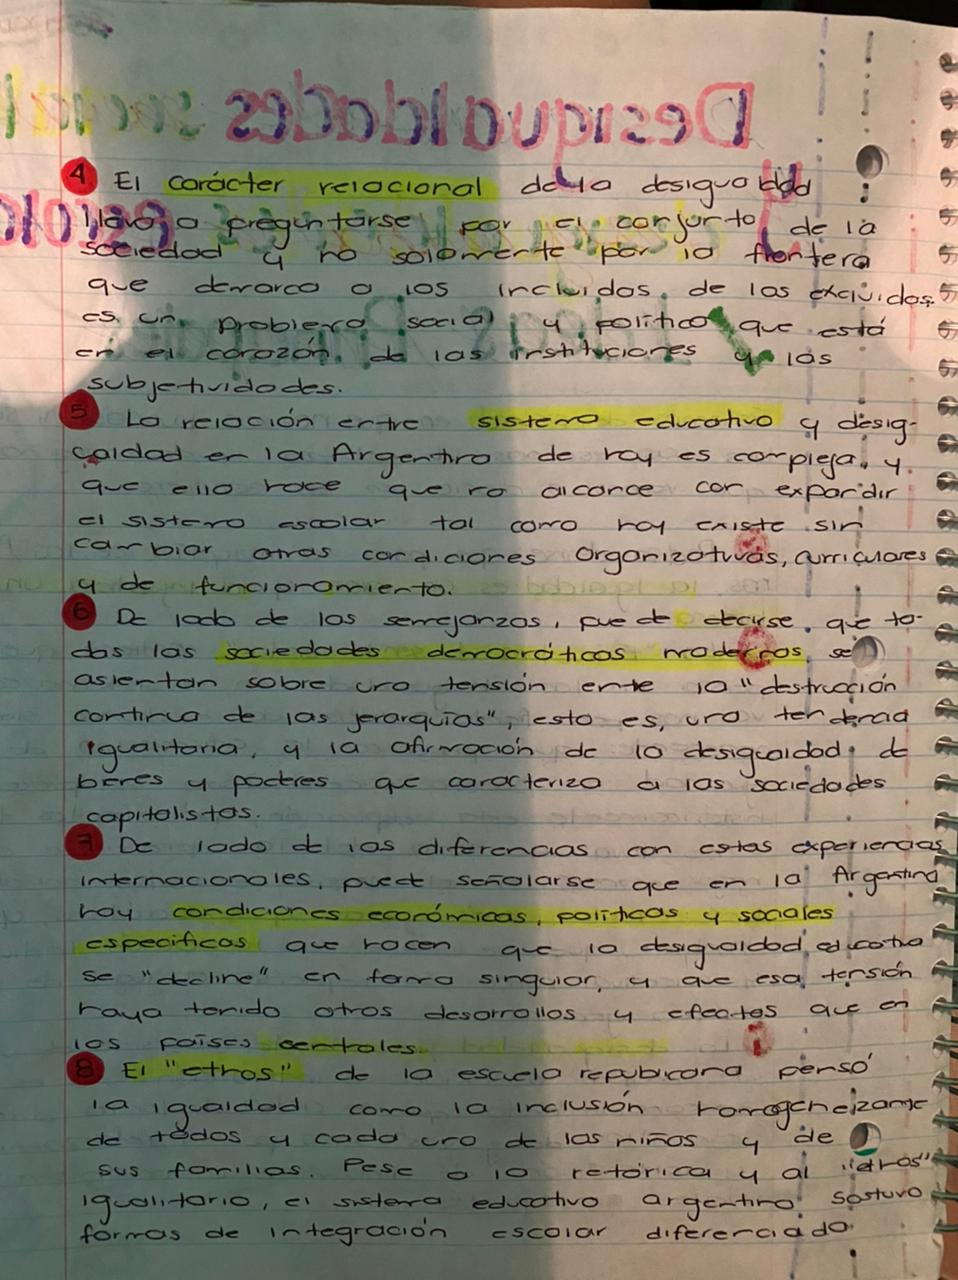 Desigualdades sociales
4 El carácter relacional de la desigualdad
lleva a preguntarse por el conjunto de la
sociedad y no solamente por la frontera
que demarca a los incluidos de los excluidos:
es un problema social y político que está
en el corazón de las instituciones y las
subjetividades.
5 La relación entre sistema educativo y desig-
ualdad en la Argentina de hoy es compleja, y
que ello hace que no alcance con expandir
el sistema escolar tal como hoy existe sin
cambiar otras condiciones organizativas, curriculares
y de funcionamiento.
6 De lado de las semejanzas, puede decirse que to-
das las sociedades democráticas modernas se
asientan sobre una tensión ente la "destrucción
continua de las jerarquías", esto es, una tendencia
igualitaria, y la afirmación de la desigualdad de
bienes y poderes que caracteriza a las sociedades
capitalistas.
7 De lado de las diferencias con estas experiencias
internacionales, puede señalarse que en la Argentina
hay condiciones económicas, políticas y sociales
especificas que hacen que la desigualdad educativa
se "decline" en forma singular, y que esa tensión
haya tenido otros desarrollos y efectos que en
los países centrales.
8 El "etnos" de la escuela republicana pensó
la igualdad como la inclusión homogeneizante
de todos y cada uno de los niños y de
sus familias. Pese a la retórica y al "etnos"
igualitario, el sistema educativo argentino sostuvo
formas de integración escolar diferenciada